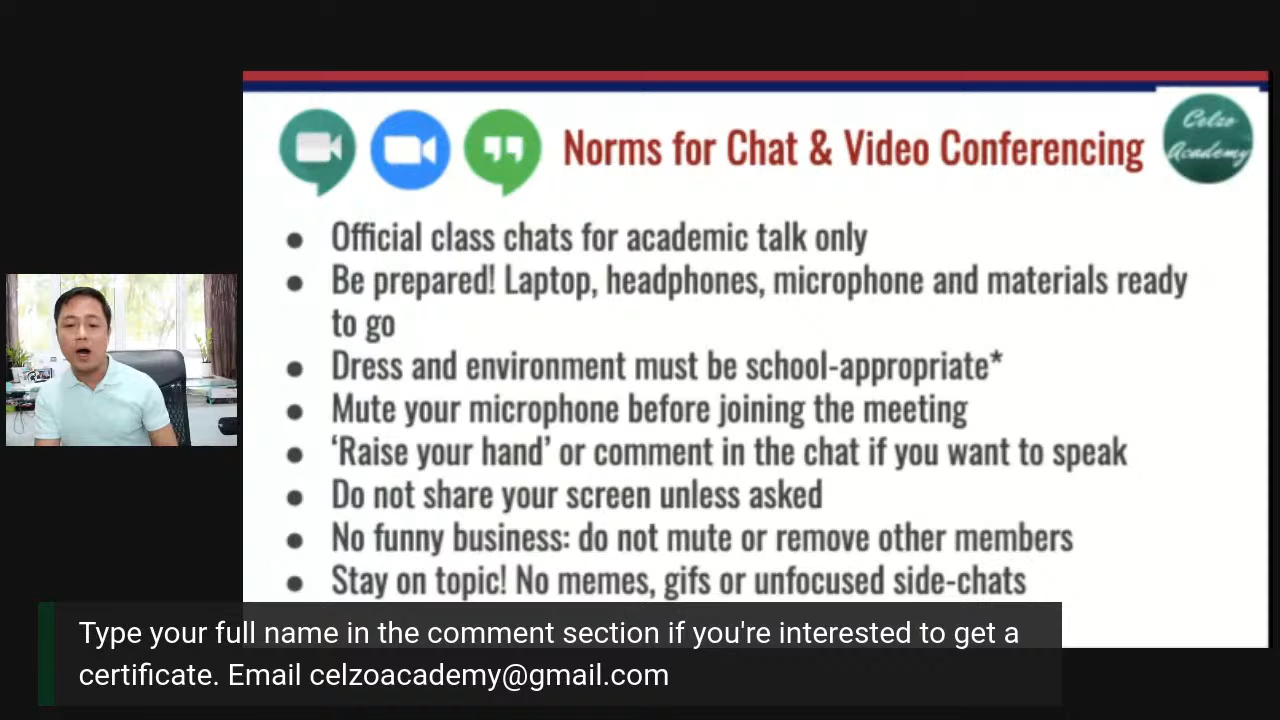 Norms for Chat & Video Conferencing
Celzo
Academy
● Official class chats for academic talk only
● Be prepared! Laptop, headphones, microphone and materials ready
to go
● Dress and environment must be school-appropriate*
● Mute your microphone before joining the meeting
● ‘Raise your hand’ or comment in the chat if you want to speak
● Do not share your screen unless asked
● No funny business: do not mute or remove other members
● Stay on topic! No memes, gifs or unfocused side-chats
Type your full name in the comment section if you're interested to get a
certificate. Email celzoacademy@gmail.com